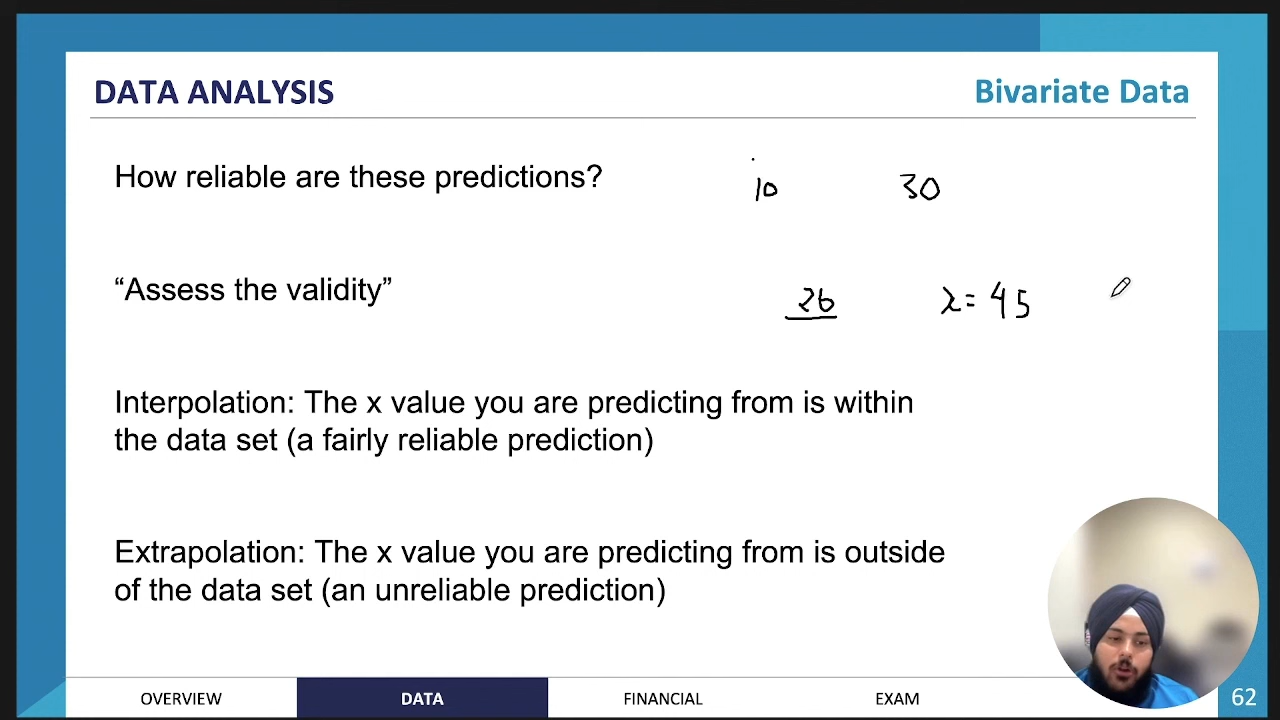 DATA ANALYSIS
Bivariate Data
How reliable are these predictions?
10 30
“Assess the validity”
26 x= 45
Interpolation: The x value you are predicting from is within
the data set (a fairly reliable prediction)
Extrapolation: The x value you are predicting from is outside
of the data set (an unreliable prediction)
OVERVIEW DATA FINANCIAL EXAM 62